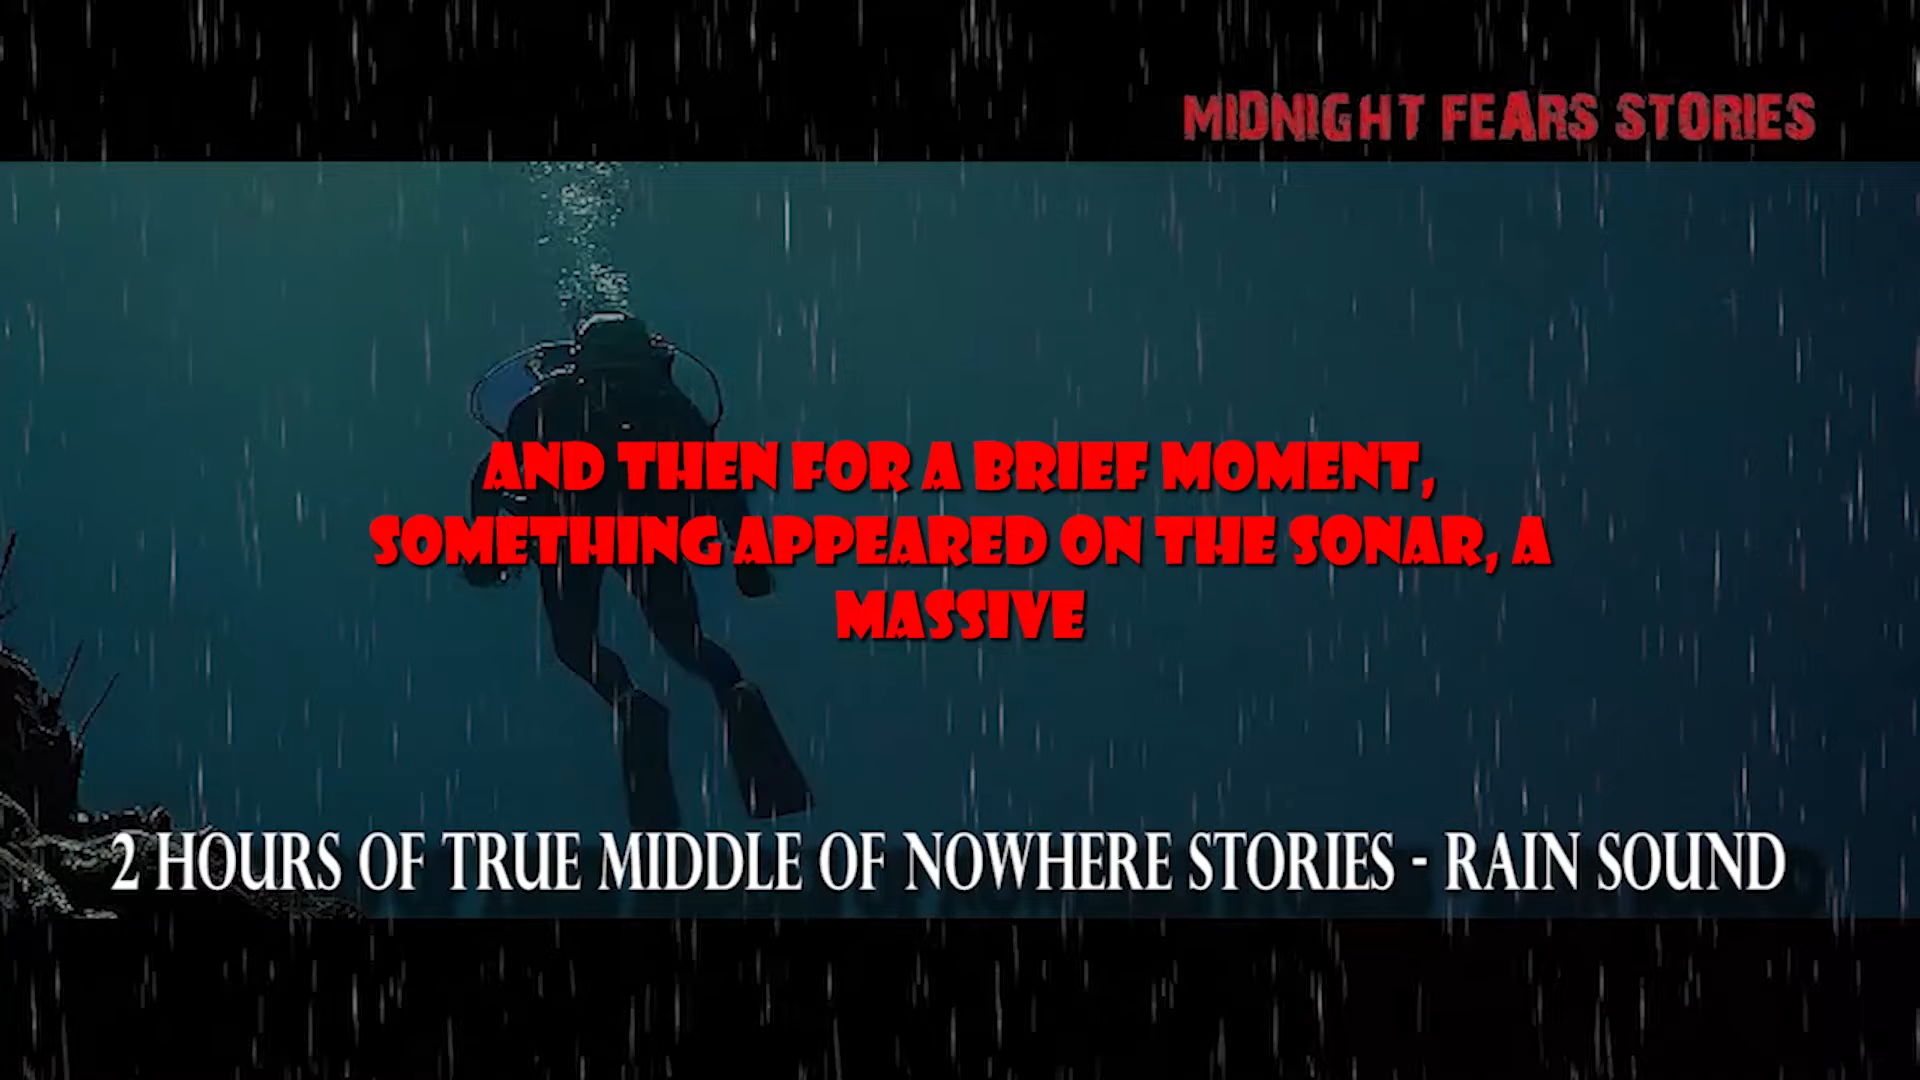 MIDNIGHT FEARS STORIES
AND THEN FOR A BRIEF MOMENT,
SOMETHING APPEARED ON THE SONAR, A
MASSIVE
2 HOURS OF TRUE MIDDLE OF NOWHERE STORIES - RAIN SOUND